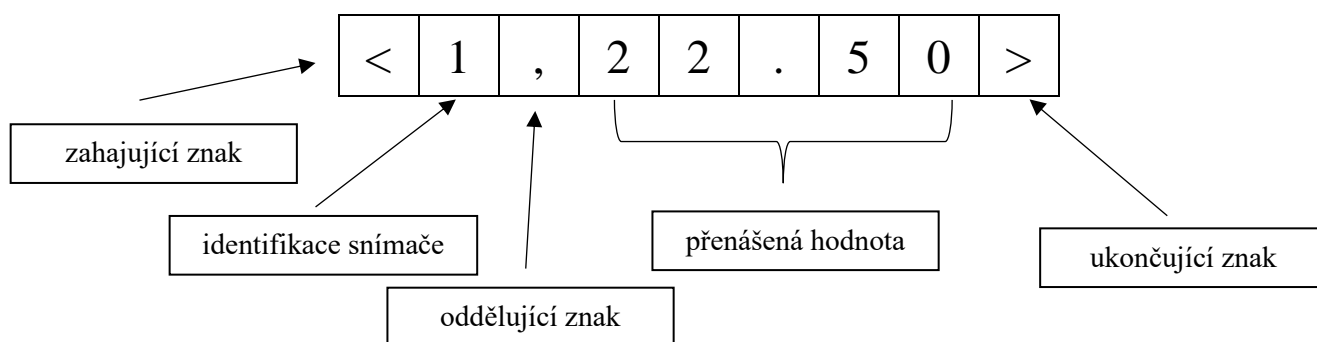 < 1 , 2 2 . 5 0 >
zahajující znak
identifikace snímače
přenášená hodnota
ukončující znak
oddělující znak